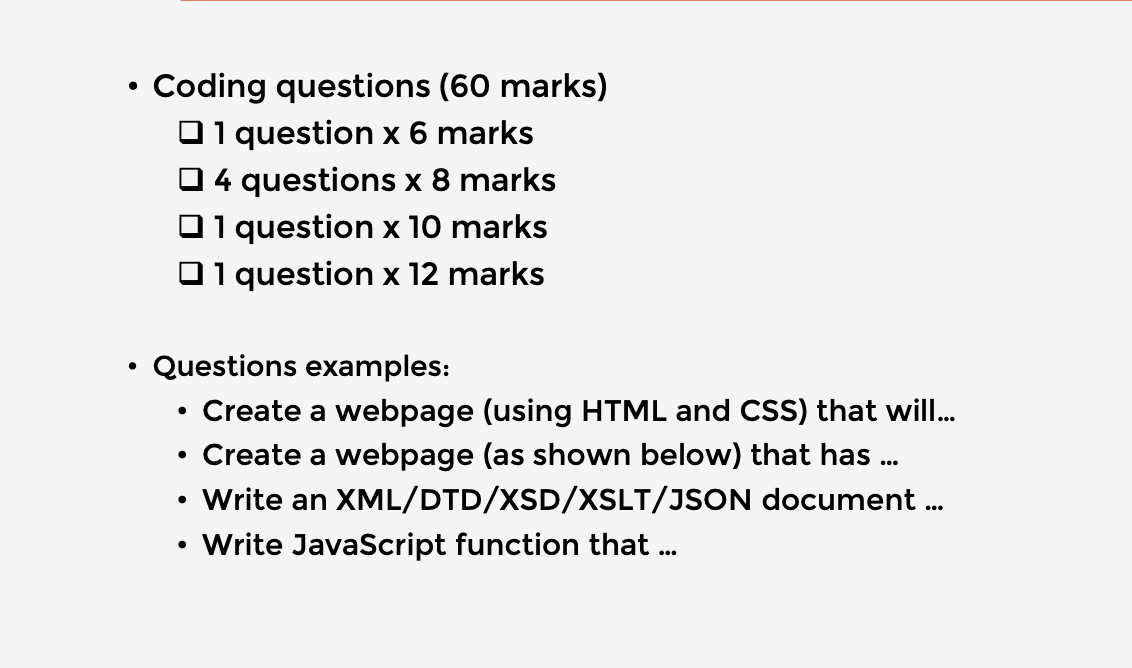 • Coding questions (60 marks)
❑ 1 question x 6 marks
❑ 4 questions x 8 marks
❑ 1 question x 10 marks
❑ 1 question x 12 marks
• Questions examples:
• Create a webpage (using HTML and CSS) that will…
• Create a webpage (as shown below) that has …
• Write an XML/DTD/XSD/XSLT/JSON document …
• Write JavaScript function that …